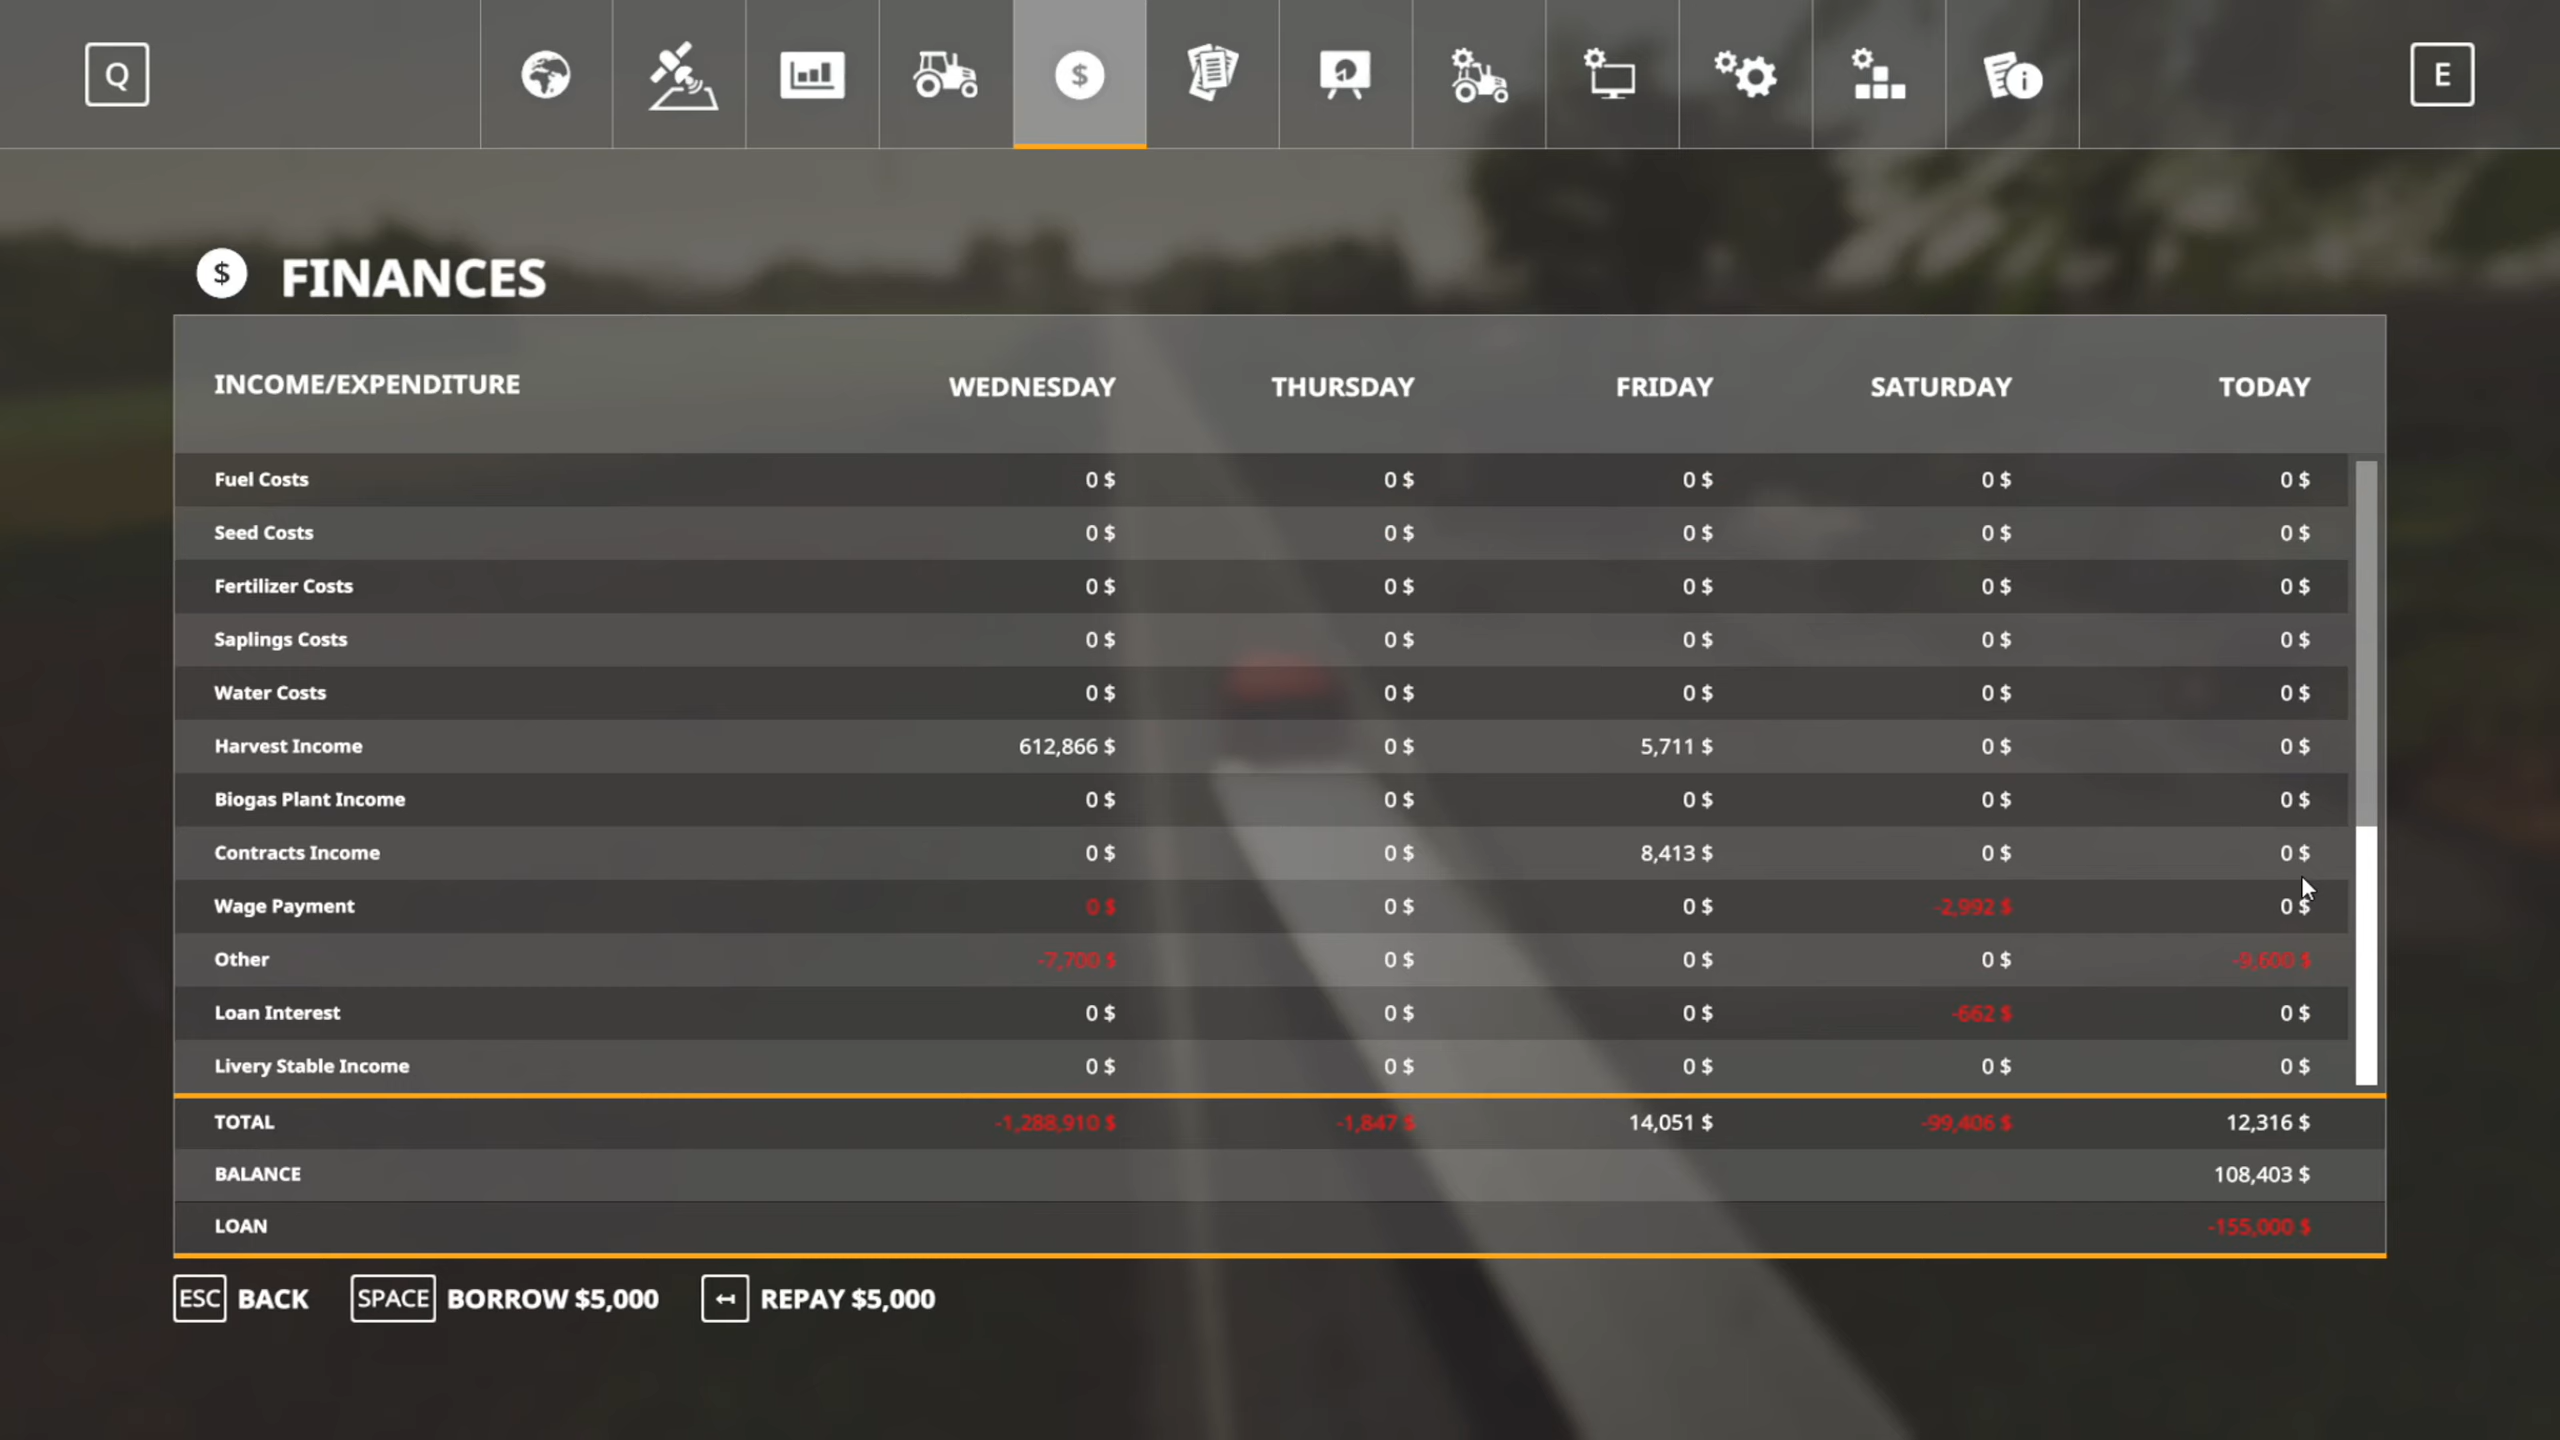 Q
$
E
$ FINANCES
INCOME/EXPENDITURE WEDNESDAY THURSDAY FRIDAY SATURDAY TODAY
Fuel Costs 0 $ 0 $ 0 $ 0 $ 0 $
Seed Costs 0 $ 0 $ 0 $ 0 $ 0 $
Fertilizer Costs 0 $ 0 $ 0 $ 0 $ 0 $
Saplings Costs 0 $ 0 $ 0 $ 0 $ 0 $
Water Costs 0 $ 0 $ 0 $ 0 $ 0 $
Harvest Income 612,866 $ 0 $ 5,711 $ 0 $ 0 $
Biogas Plant Income 0 $ 0 $ 0 $ 0 $ 0 $
Contracts Income 0 $ 0 $ 8,413 $ 0 $ 0 $
Wage Payment 0 $ 0 $ 0 $ -2,992 $ 0 $
Other -7,700 $ 0 $ 0 $ 0 $ -9,600 $
Loan Interest 0 $ 0 $ 0 $ -662 $ 0 $
Livery Stable Income 0 $ 0 $ 0 $ 0 $ 0 $
TOTAL -1,288,910 $ -1,847 $ 14,051 $ -99,406 $ 12,316 $
BALANCE 108,403 $
LOAN -155,000 $
ESC BACK SPACE BORROW $5,000 REPAY $5,000